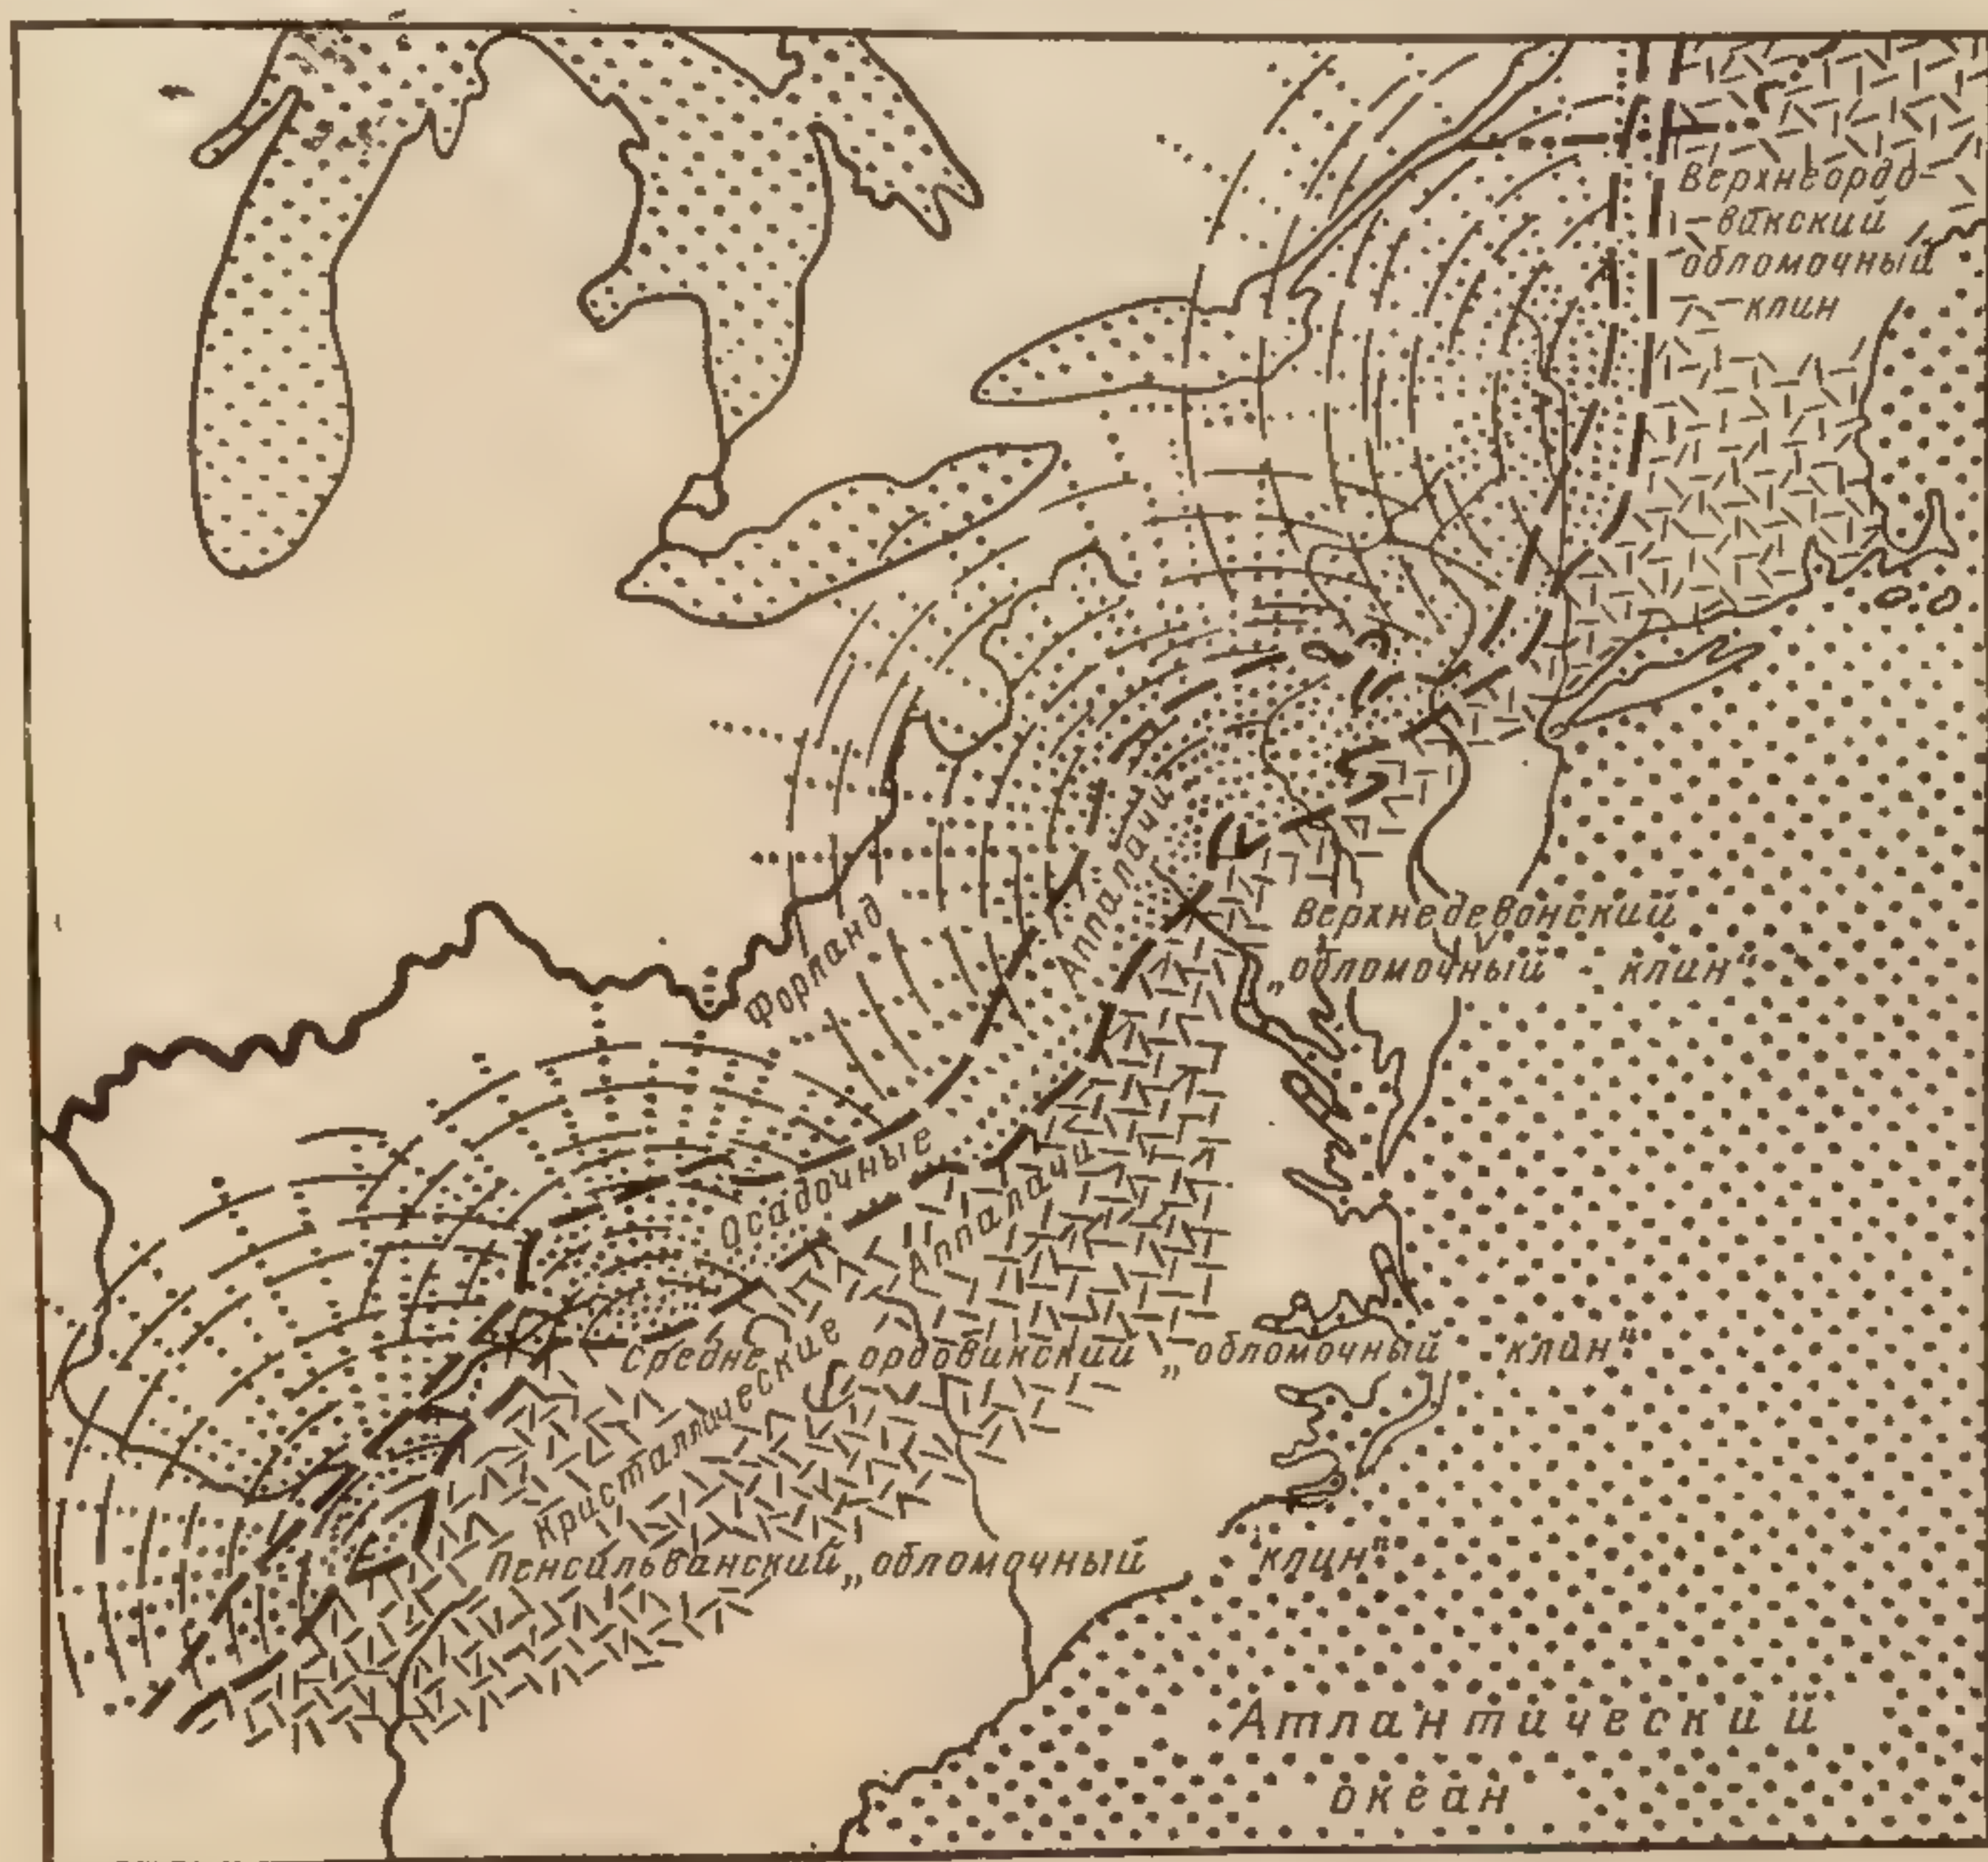 Верхнеордо-
викский
обломочный
клин
Аппалачи
Форланд
Верхнедевонский
„обломочный клин“
Осадочные
Аппалачи
Средне ордовикский „обломочный клин“
Кристаллические
Пенсильванский „обломочный клин“
Атлантический
океан